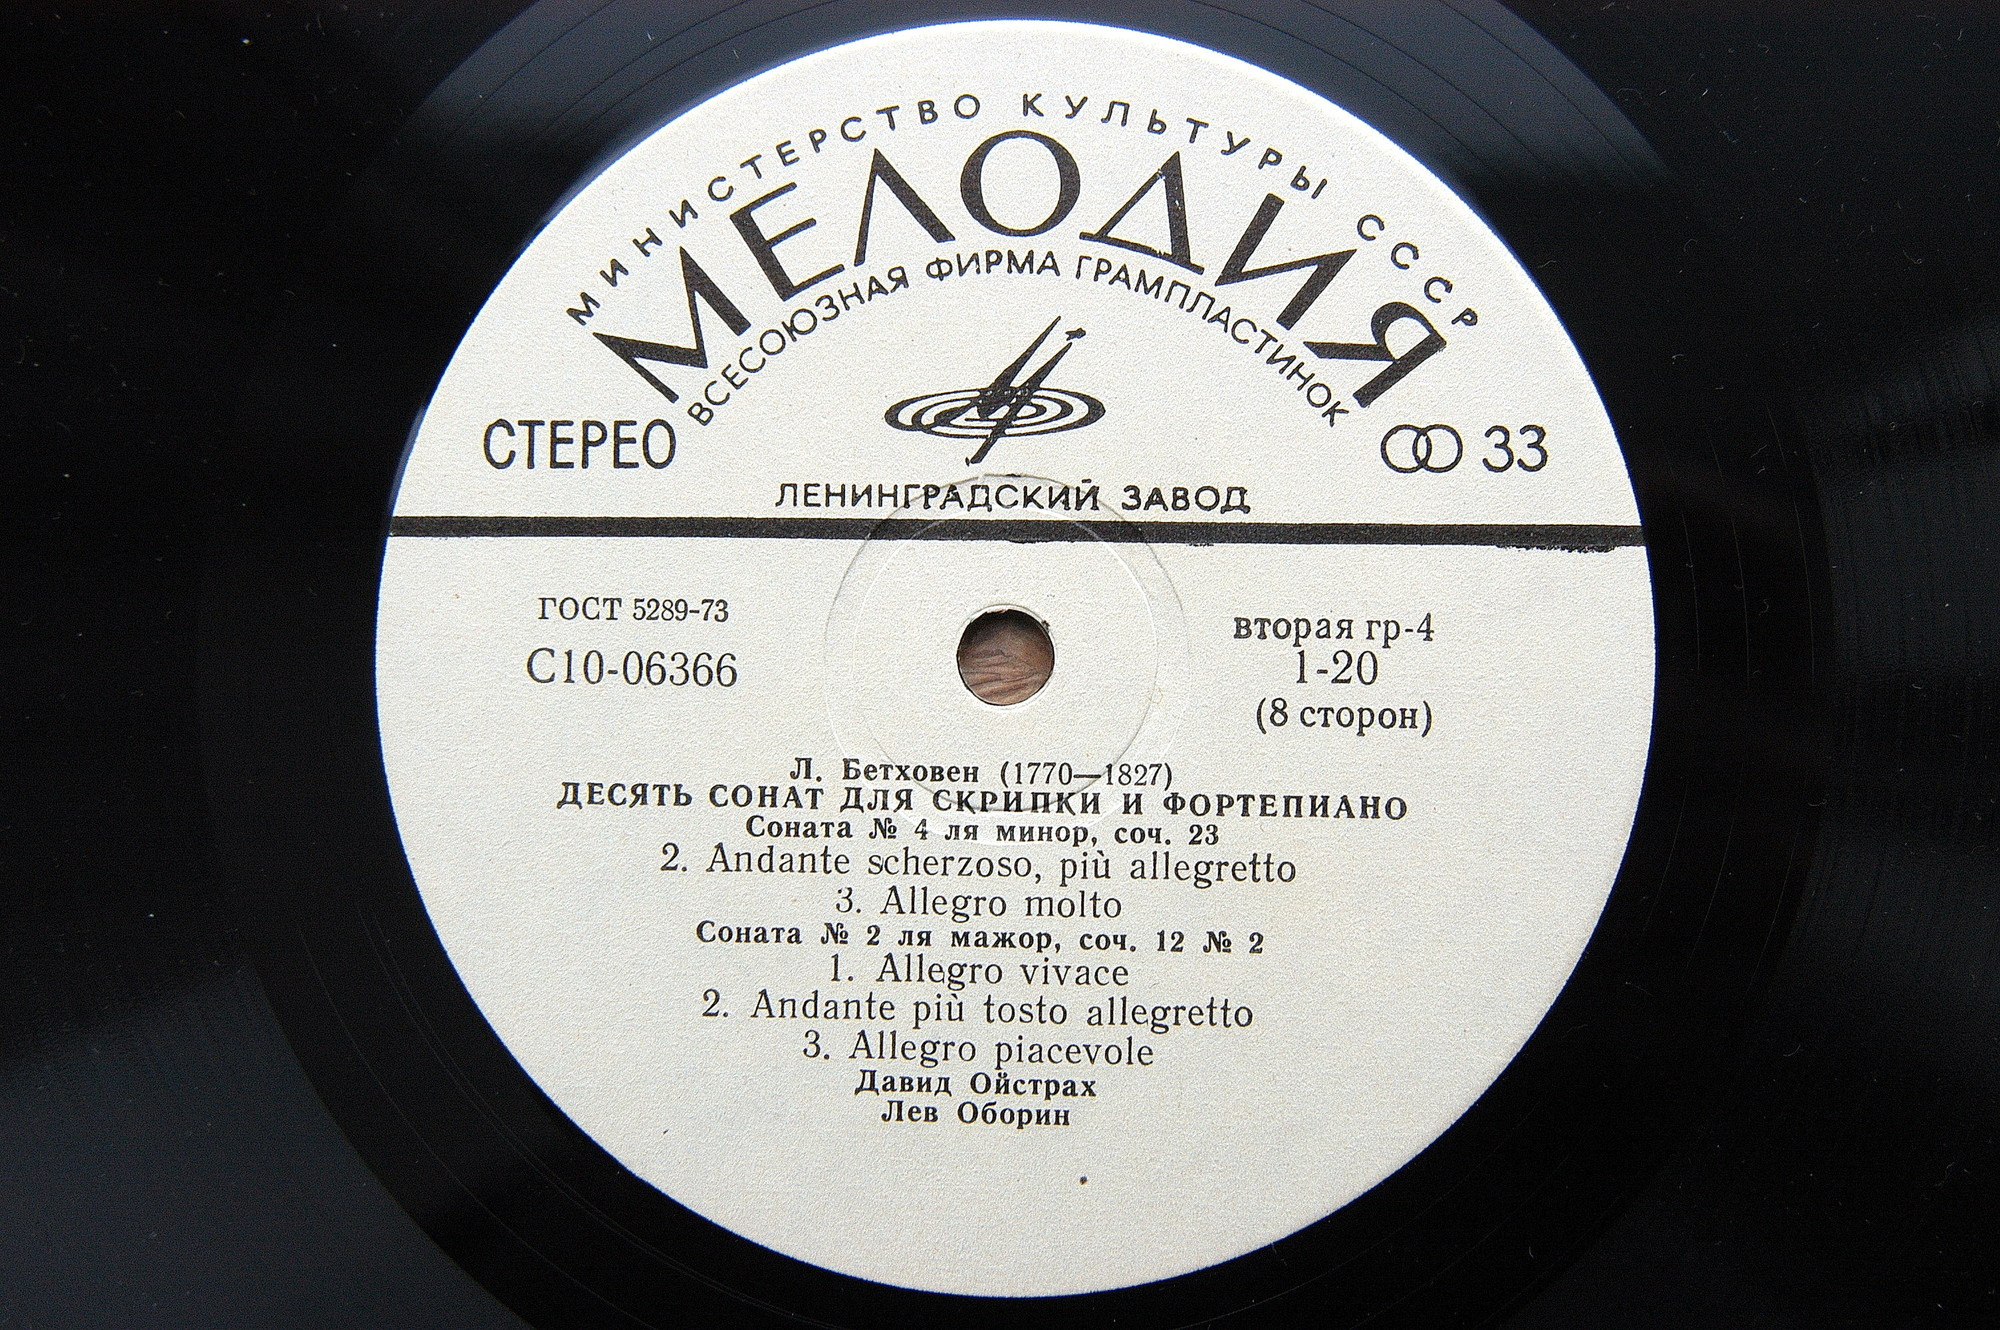 МИНИСТЕРСТВО КУЛЬТУРЫ СССР
МЕЛОДИЯ
ВСЕСОЮЗНАЯ ФИРМА ГРАМПЛАСТИНОК
СТЕРЕО
33
ЛЕНИНГРАДСКИЙ ЗАВОД
ГОСТ 5289-73
С10-06366
вторая гр-4
1-20
(8 сторон)
Л. Бетховен (1770—1827)
ДЕСЯТЬ СОНАТ ДЛЯ СКРИПКИ И ФОРТЕПИАНО
Соната № 4 ля минор, соч. 23
2. Andante scherzoso, più allegretto
3. Allegro molto
Соната № 2 ля мажор, соч. 12 № 2
1. Allegro vivace
2. Andante più tosto allegretto
3. Allegro piacevole
Давид Ойстрах
Лев Оборин